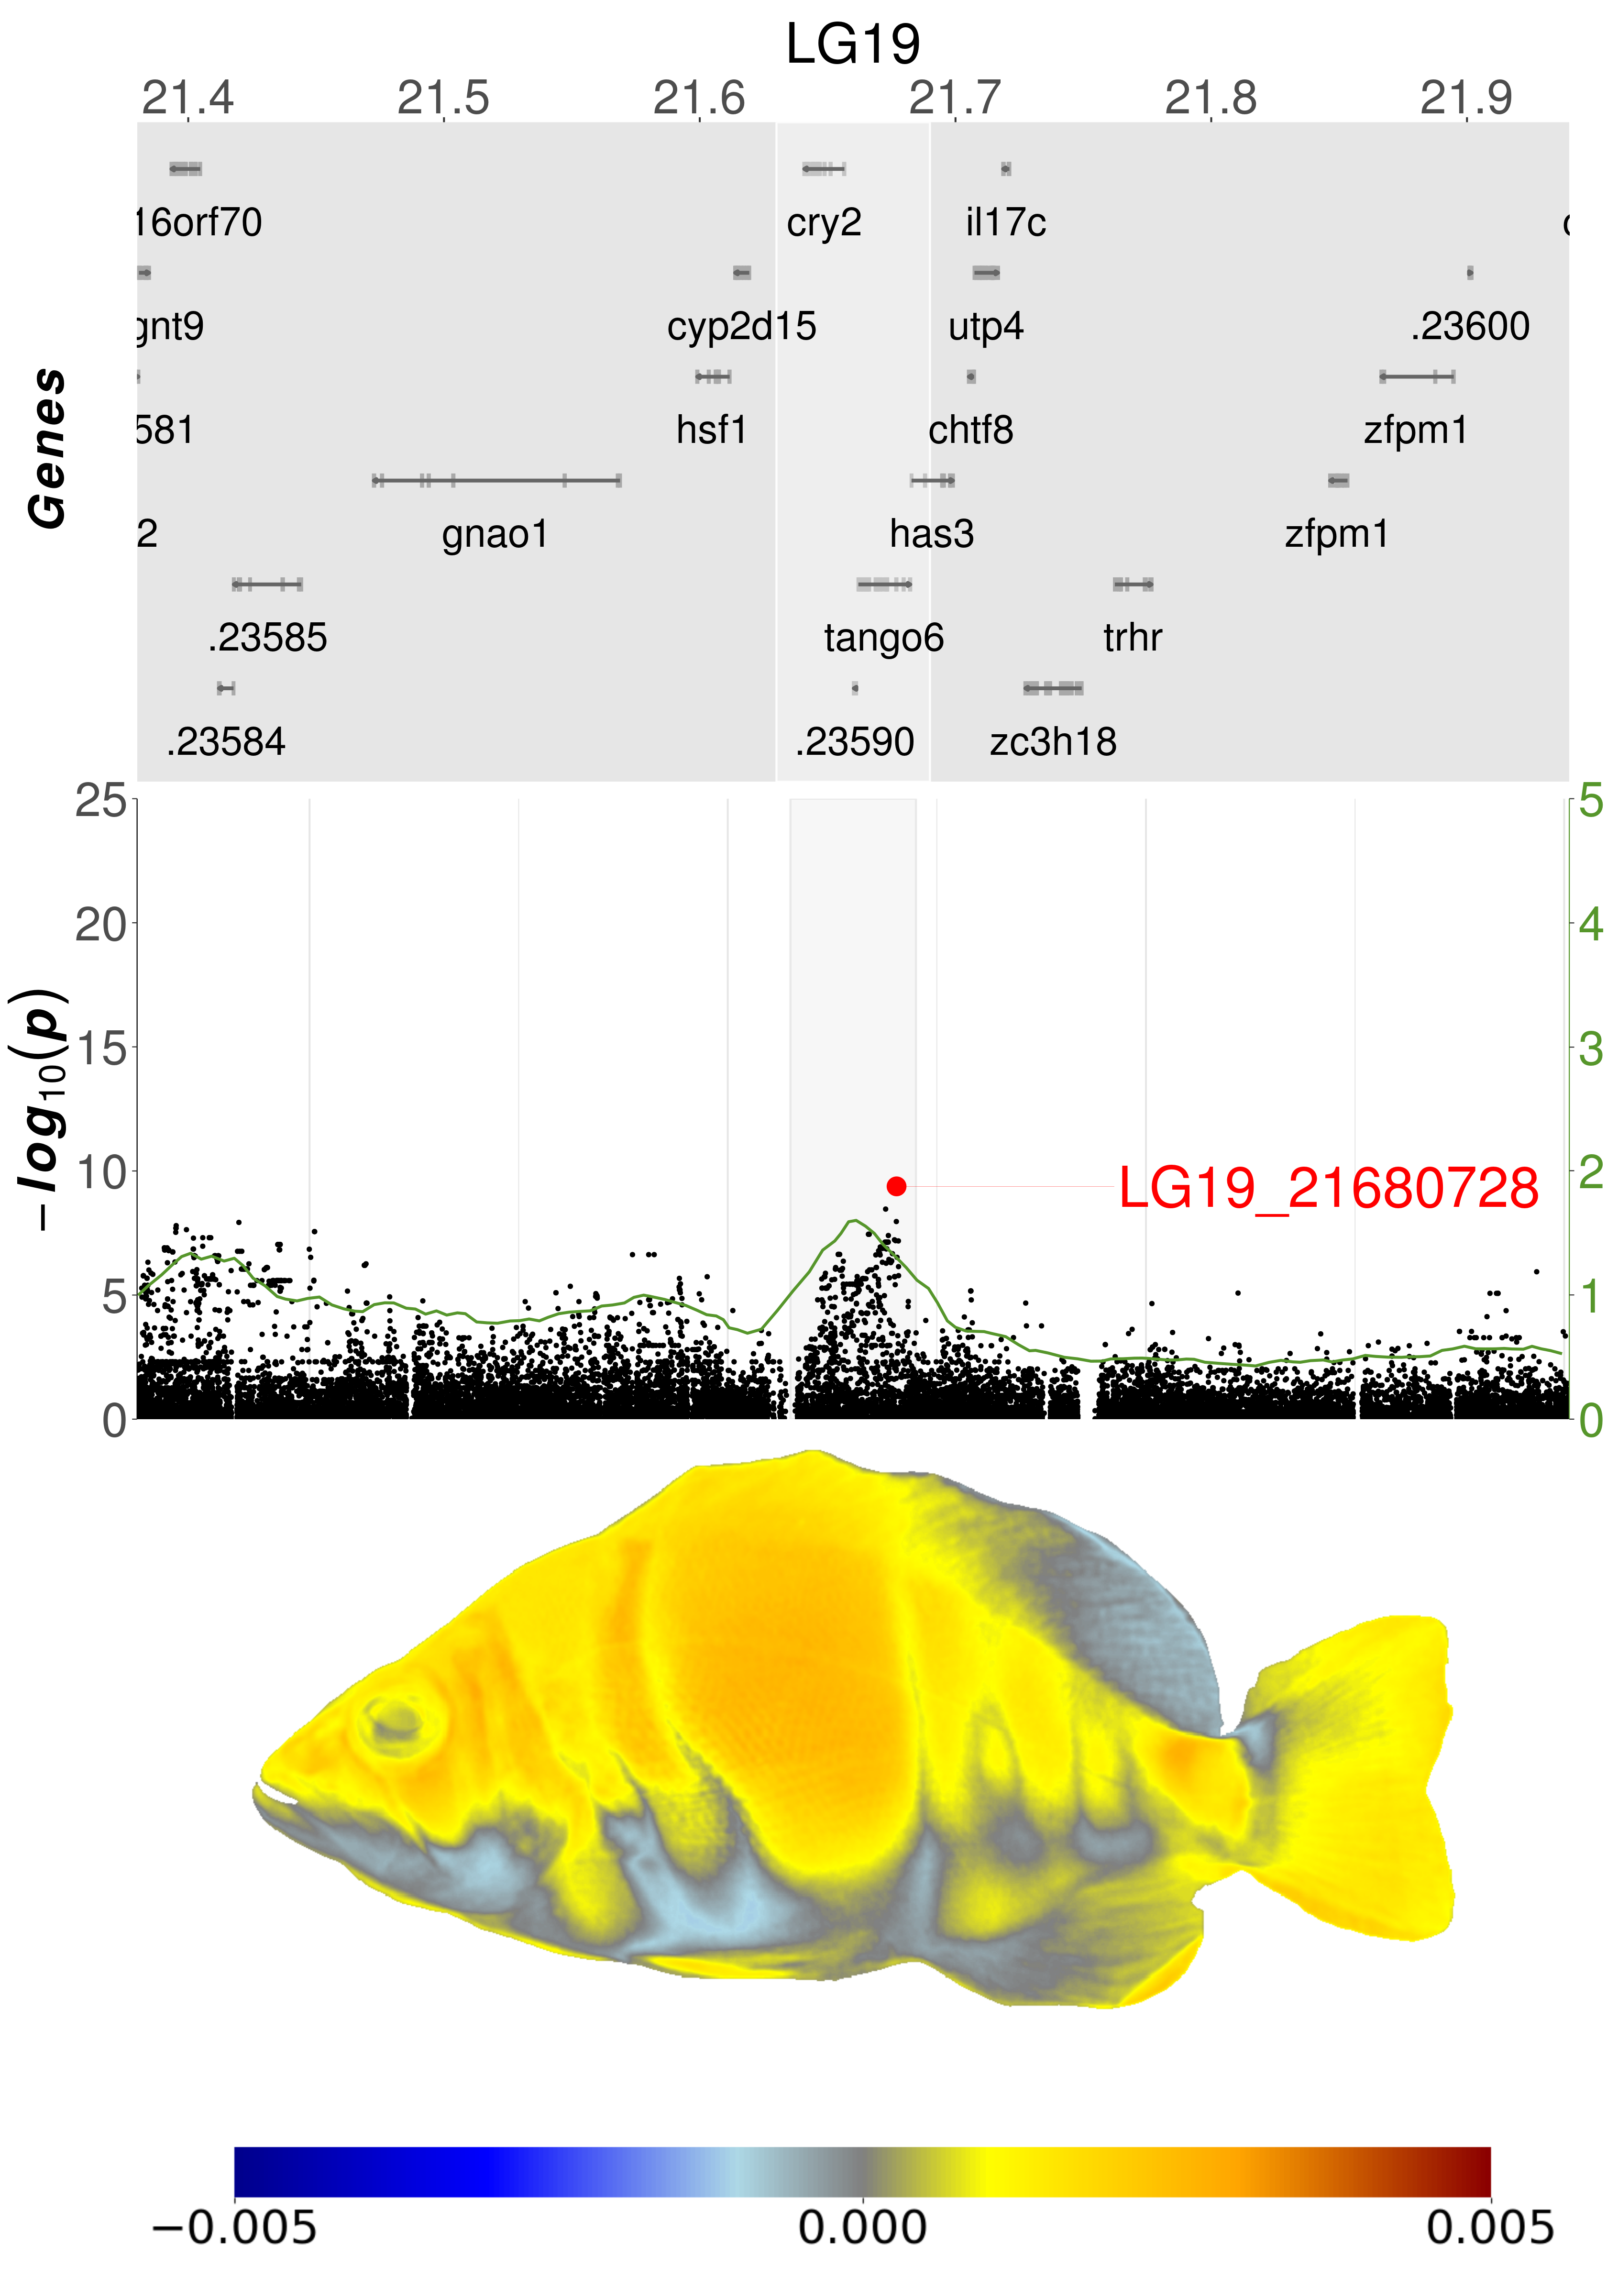 LG19
21.4 21.5 21.6 21.7 21.8 21.9
Genes
16orf70 cry2 il17c
gnt9 cyp2d15 utp4 .23600
581 hsf1 chtf8 zfpm1
2 gnao1 has3 zfpm1
.23585 tango6 trhr
.23584 .23590 zc3h18
−log10(p)
25 5
20 4
15 3
10 2
LG19_21680728
5 1
0 0
−0.005 0.000 0.005